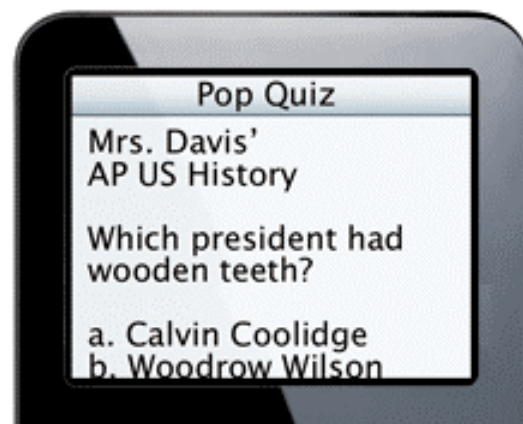 Pop Quiz
Mrs. Davis’
AP US History
Which president had
wooden teeth?
a. Calvin Coolidge
b. Woodrow Wilson